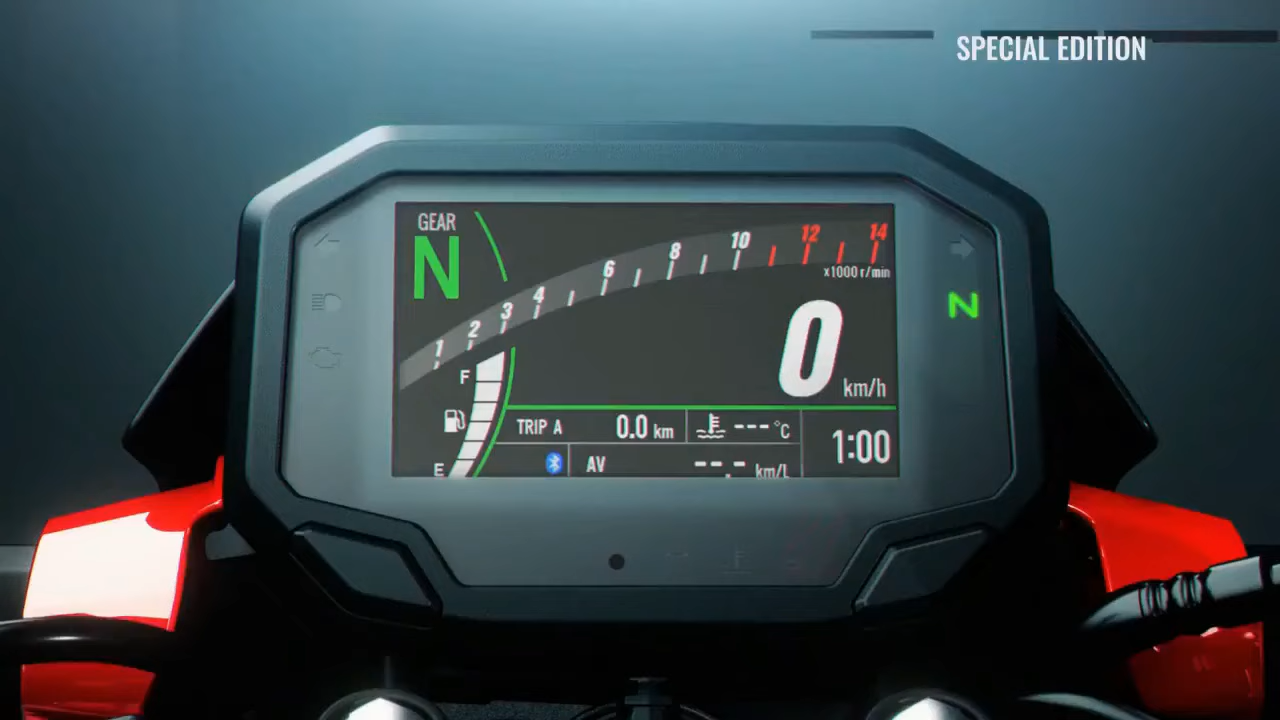 SPECIAL EDITION
GEAR
N
1 2 3 4 6 8 10 12 14
x1000 r/min
N
0
km/h
F
E
TRIP A 0.0 km
---°C
1:00
AV --.- km/L